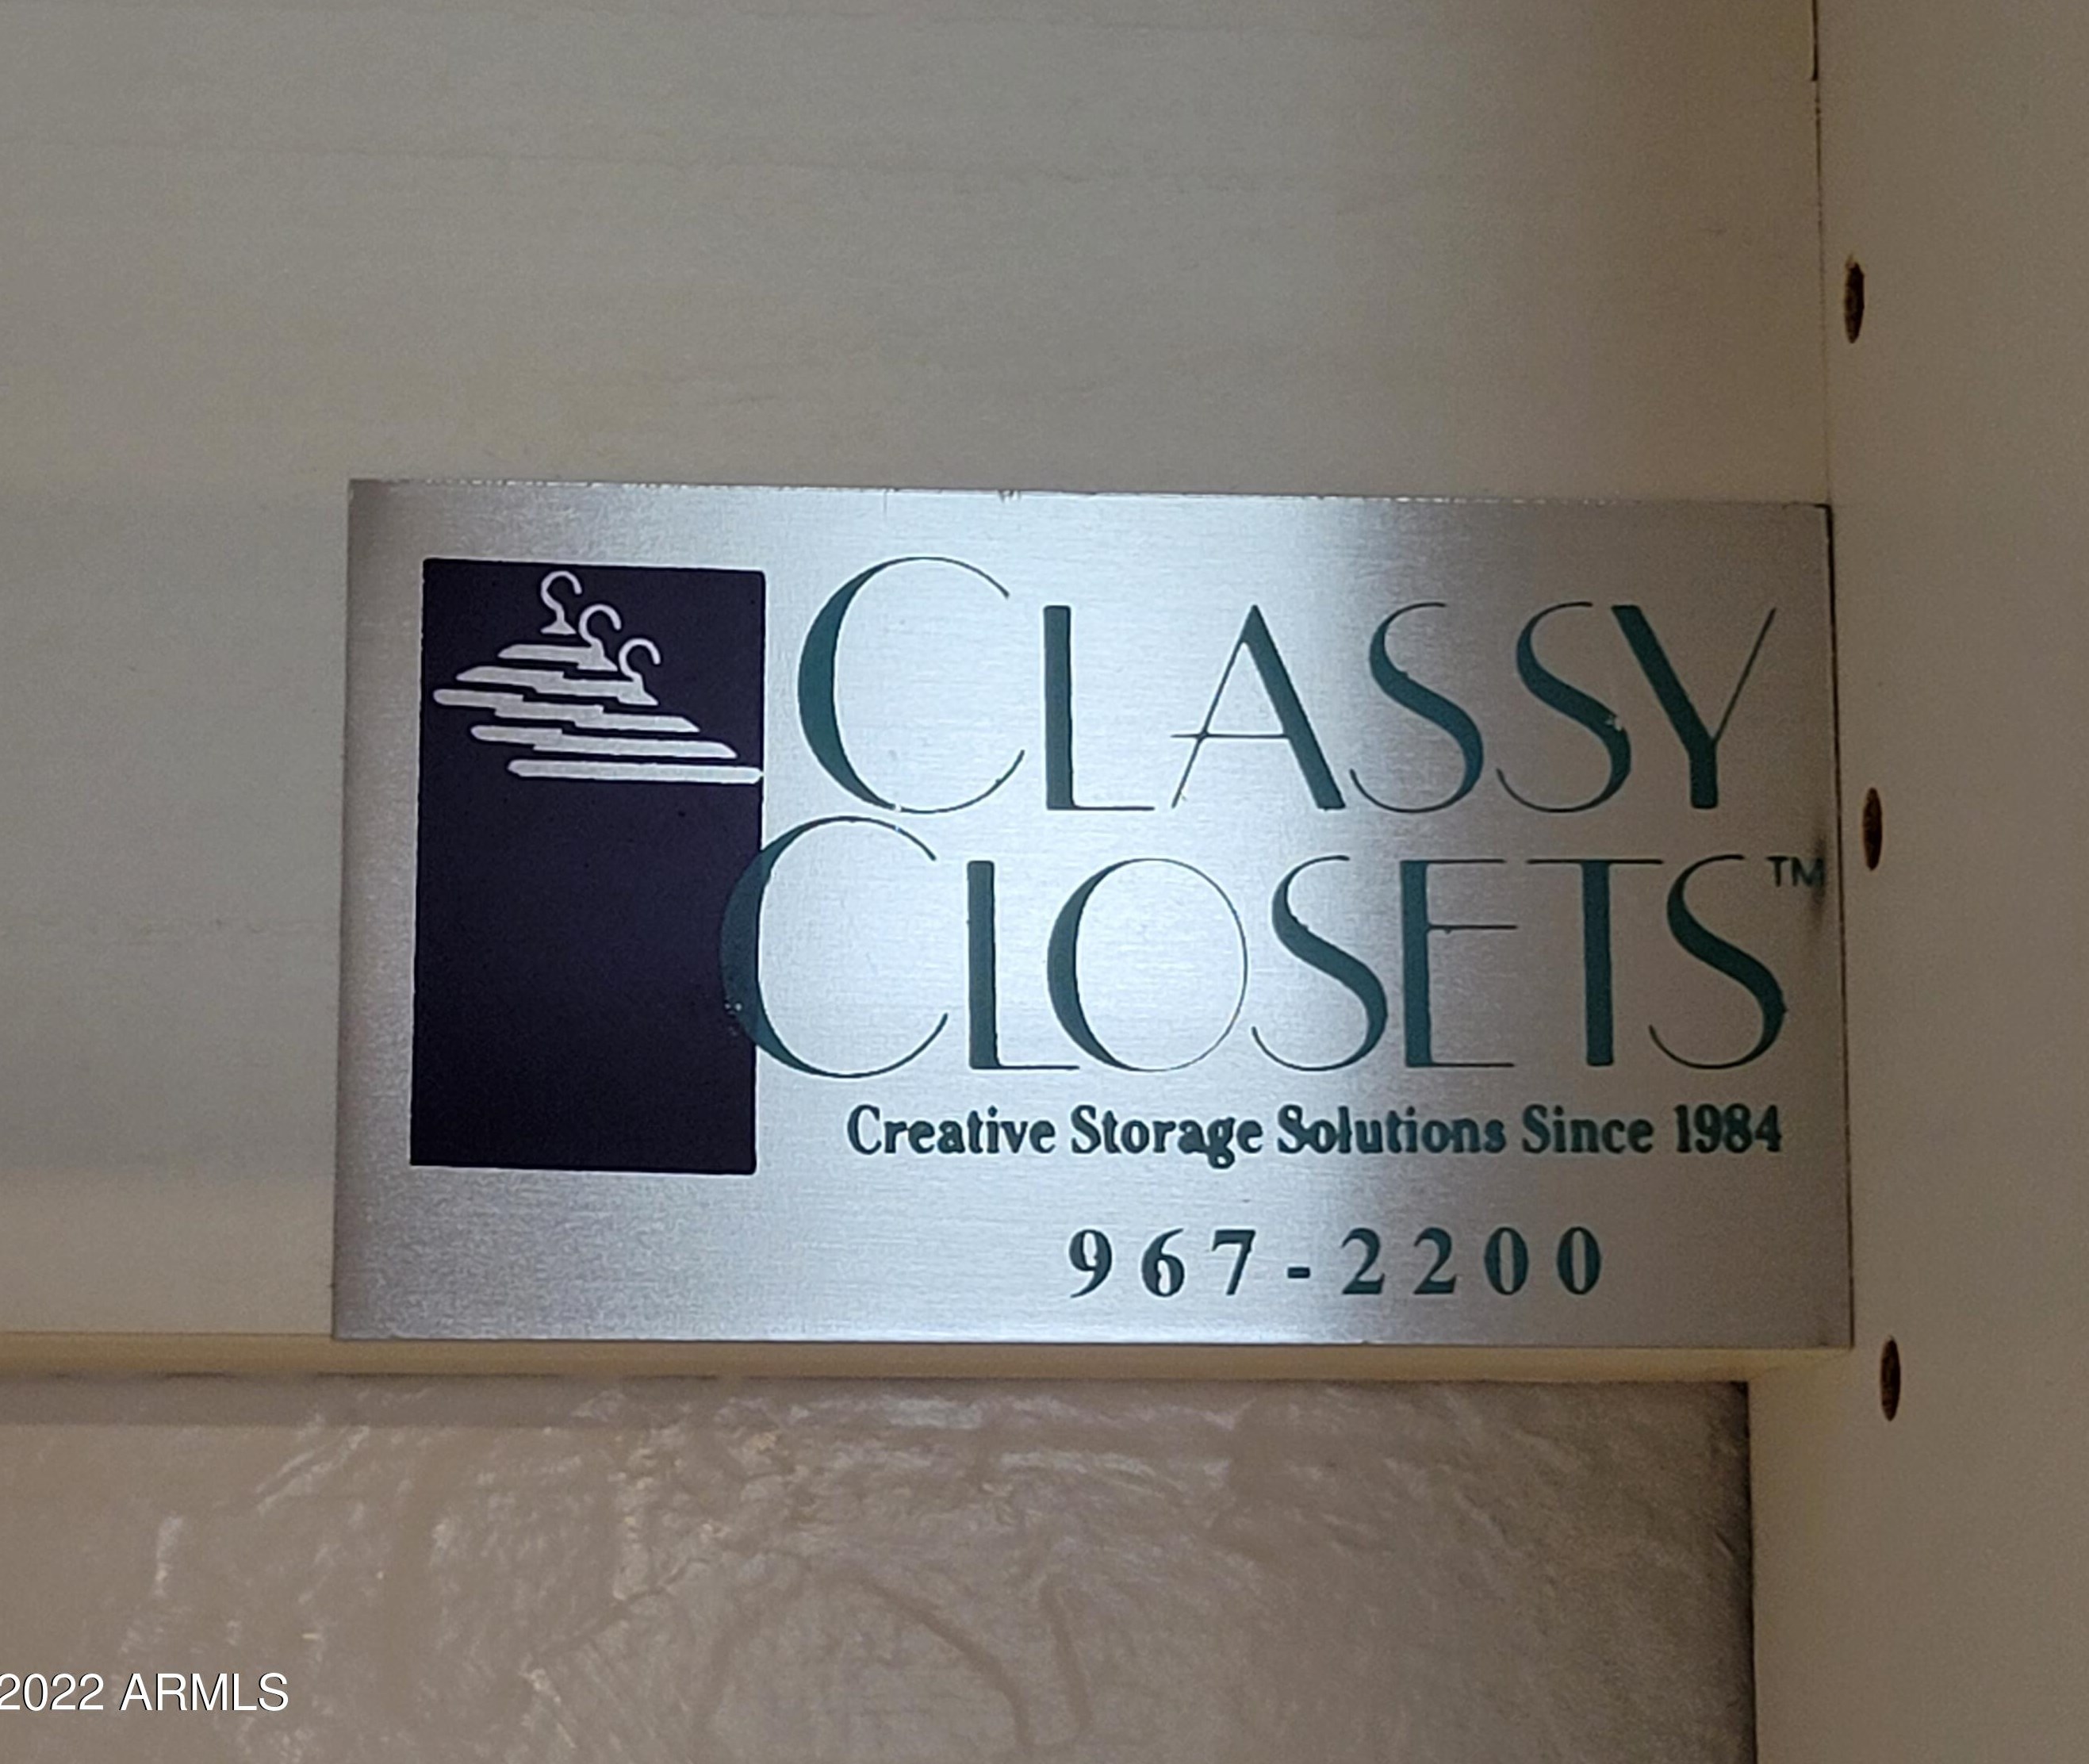 CLASSY
CLOSETS™
Creative Storage Solutions Since 1984
967-2200
2022 ARMLS